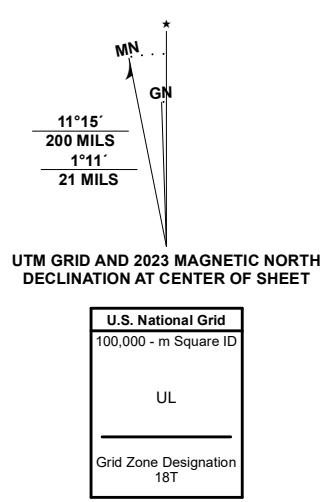 ★
MN
GN
11°15´
200 MILS
1°11´
21 MILS
UTM GRID AND 2023 MAGNETIC NORTH
DECLINATION AT CENTER OF SHEET
U.S. National Grid
100,000 - m Square ID
UL
Grid Zone Designation
18T